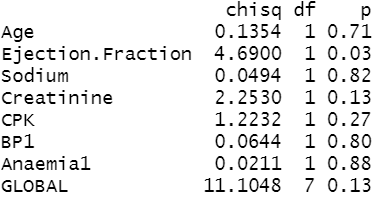 chisq df p
Age 0.1354 1 0.71
Ejection.Fraction 4.6900 1 0.03
Sodium 0.0494 1 0.82
Creatinine 2.2530 1 0.13
CPK 1.2232 1 0.27
BP1 0.0644 1 0.80
Anaemia1 0.0211 1 0.88
GLOBAL 11.1048 7 0.13